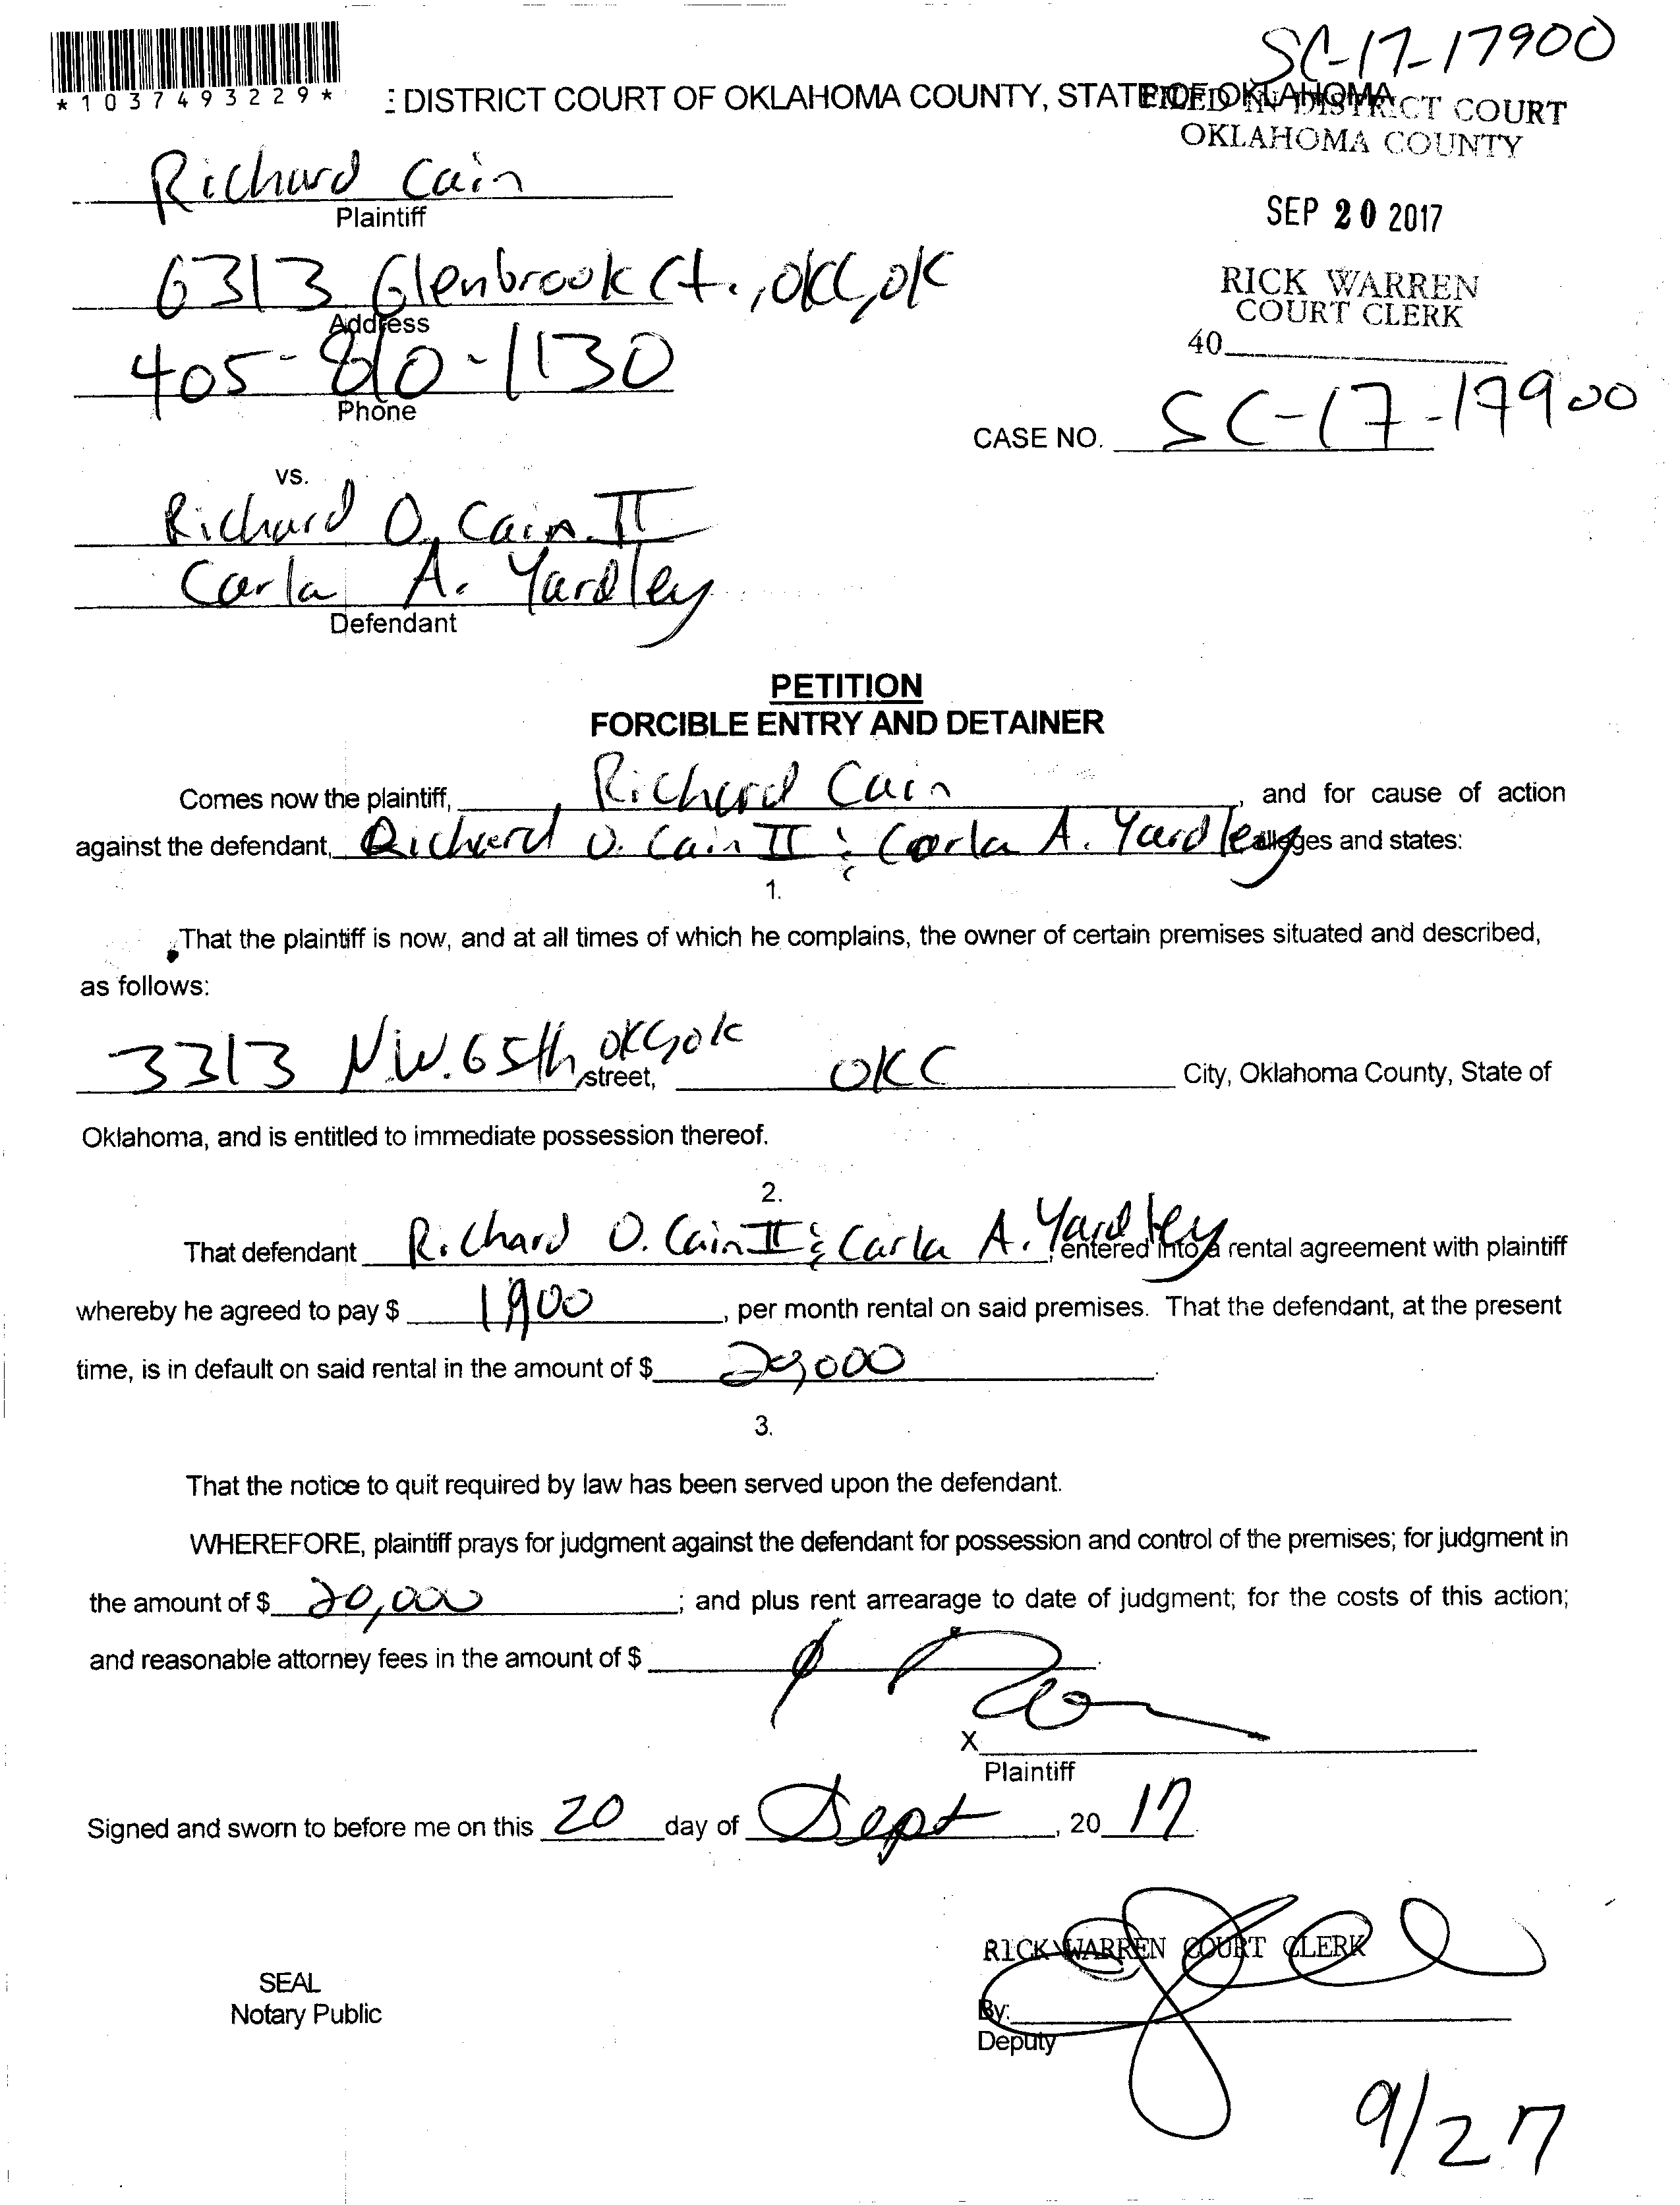 SC-17-17900
*1037493229*
E DISTRICT COURT OF OKLAHOMA COUNTY, STATE OF OKLAHOMA
FILED IN DISTRICT COURT
OKLAHOMA COUNTY
Richard Cain
Plaintiff
SEP 20 2017
6313 Glenbrook Ct., OKC, OK
Address
RICK WARREN
COURT CLERK
40
405-810-1130
Phone
CASE NO. SC-17-17900
vs.
Richard O. Cain II
Carla A. Yardley
Defendant
PETITION
FORCIBLE ENTRY AND DETAINER
Comes now the plaintiff, Richard Cain, and for cause of action
against the defendant, Richard O. Cain II & Carla A. Yardley alleges and states:
1.
That the plaintiff is now, and at all times of which he complains, the owner of certain premises situated and described,
as follows:
3313 N.W. 65th OKC, OK street, OKC City, Oklahoma County, State of
Oklahoma, and is entitled to immediate possession thereof.
2.
That defendant Richard O. Cain II & Carla A. Yardley, entered into a rental agreement with plaintiff
whereby he agreed to pay $ 1900, per month rental on said premises. That the defendant, at the present
time, is in default on said rental in the amount of $ 20,000.
3.
That the notice to quit required by law has been served upon the defendant.
WHEREFORE, plaintiff prays for judgment against the defendant for possession and control of the premises; for judgment in
the amount of $ 20,000; and plus rent arrearage to date of judgment; for the costs of this action;
and reasonable attorney fees in the amount of $
X
Plaintiff
Signed and sworn to before me on this 20 day of Sept, 20 17.
RICK WARREN COURT CLERK
SEAL
Notary Public
By:
Deputy
9/27